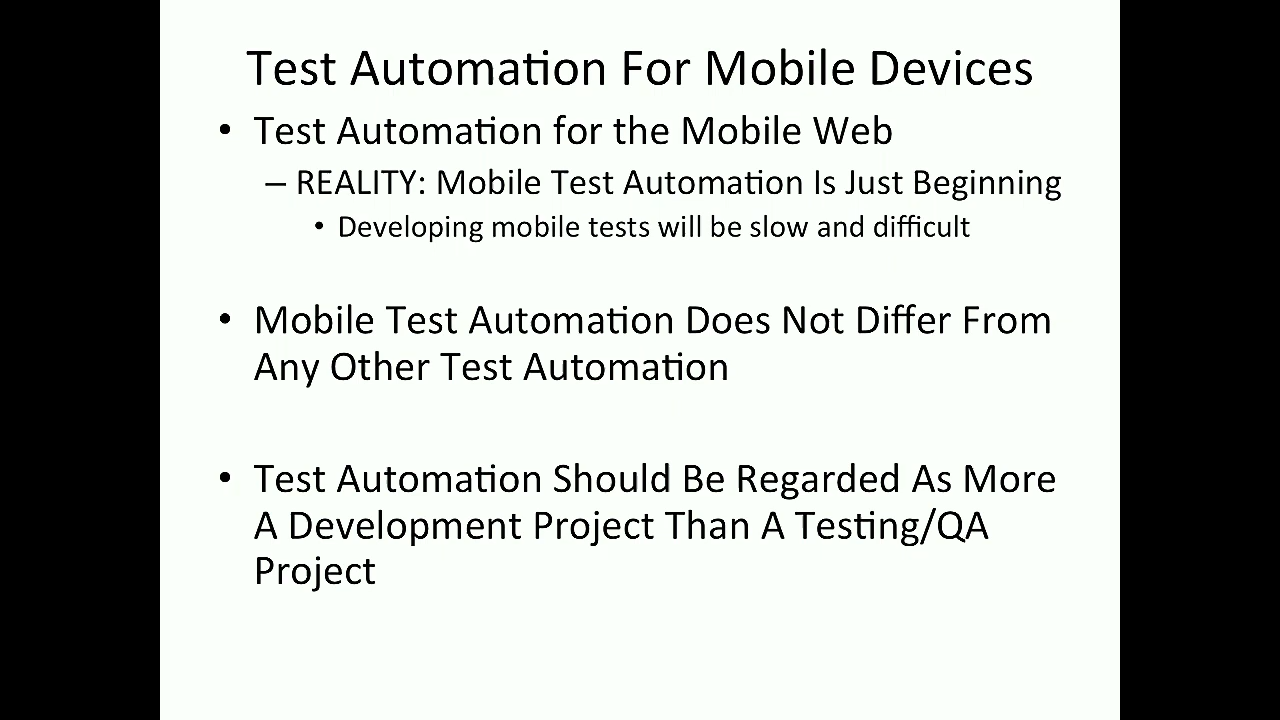 Test Automation For Mobile Devices
• Test Automation for the Mobile Web
– REALITY: Mobile Test Automation Is Just Beginning
• Developing mobile tests will be slow and difficult
• Mobile Test Automation Does Not Differ From
Any Other Test Automation
• Test Automation Should Be Regarded As More
A Development Project Than A Testing/QA
Project